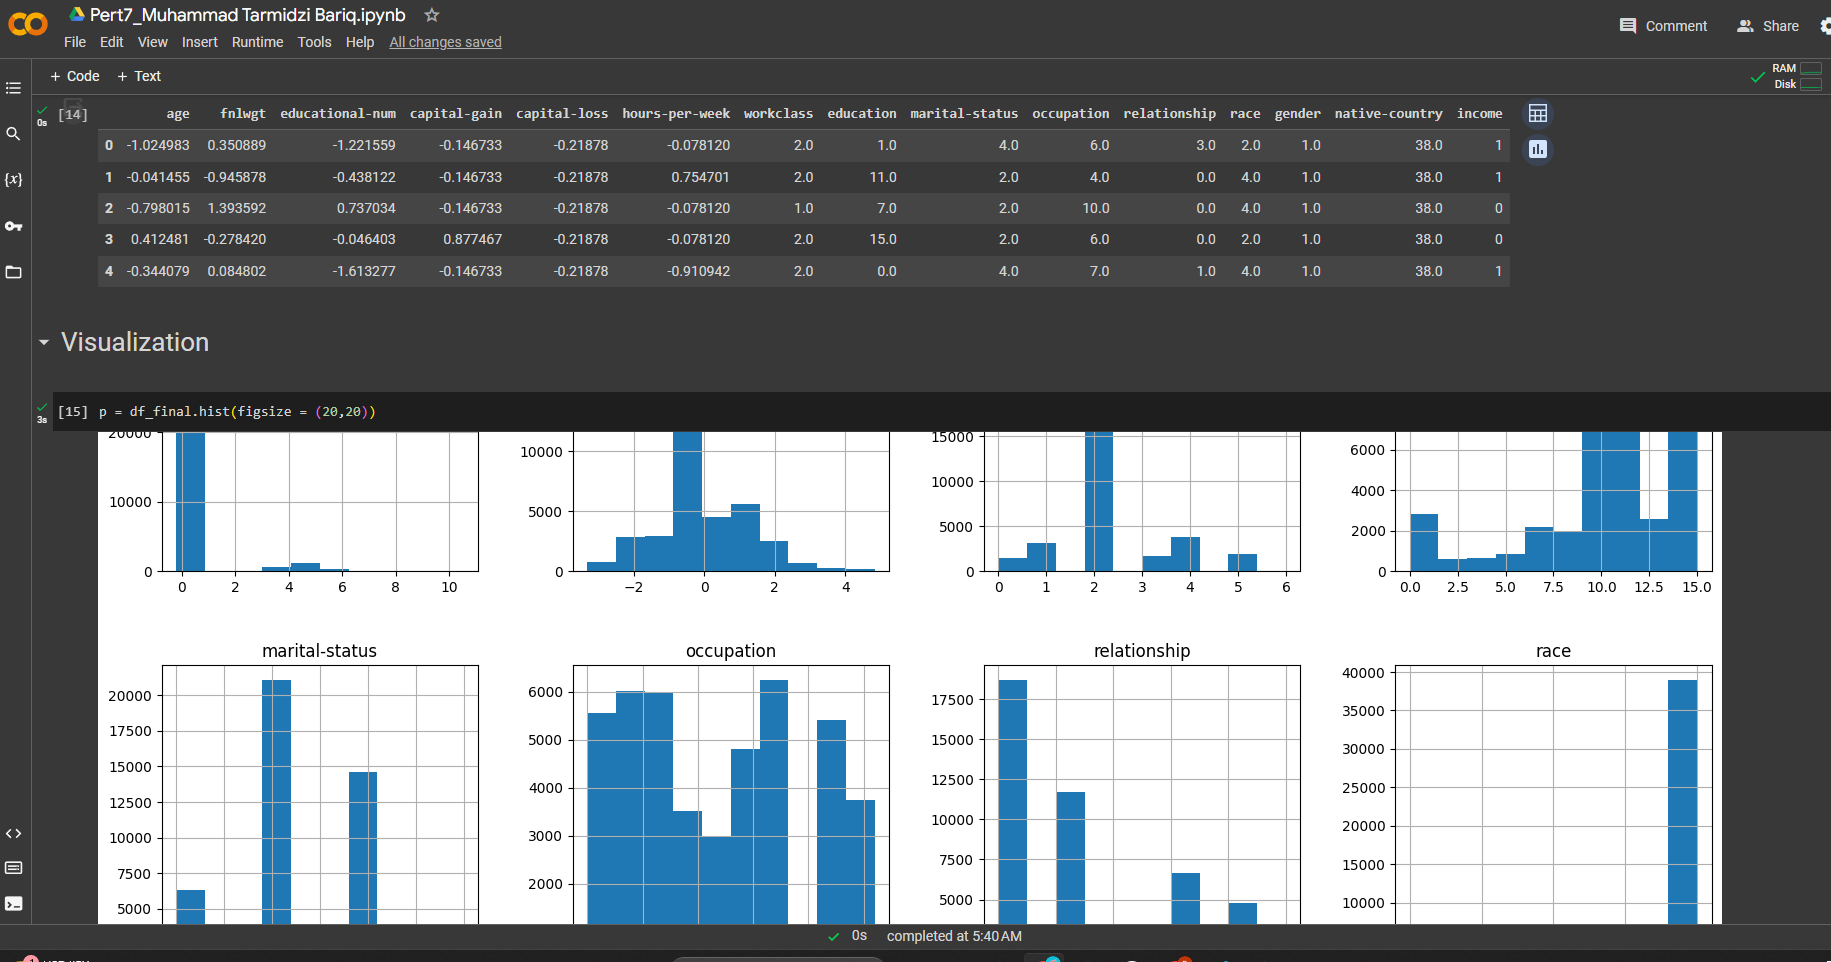 Pert7_Muhammad Tarmidzi Bariq.ipynb
File Edit View Insert Runtime Tools Help All changes saved
Comment Share
+ Code + Text
RAM
Disk
0s [14]
age fnlwgt educational-num capital-gain capital-loss hours-per-week workclass education marital-status occupation relationship race gender native-country income
0 -1.024983 0.350889 -1.221559 -0.146733 -0.21878 -0.078120 2.0 1.0 4.0 6.0 3.0 2.0 1.0 38.0 1
1 -0.041455 -0.945878 -0.438122 -0.146733 -0.21878 0.754701 2.0 11.0 2.0 4.0 0.0 4.0 1.0 38.0 1
2 -0.798015 1.393592 0.737034 -0.146733 -0.21878 -0.078120 1.0 7.0 2.0 10.0 0.0 4.0 1.0 38.0 0
3 0.412481 -0.278420 -0.046403 0.877467 -0.21878 -0.078120 2.0 15.0 2.0 6.0 0.0 2.0 1.0 38.0 0
4 -0.344079 0.084802 -1.613277 -0.146733 -0.21878 -0.910942 2.0 0.0 4.0 7.0 1.0 4.0 1.0 38.0 1
{x}
Visualization
3s [15] p = df_final.hist(figsize = (20,20))
20000
10000
0
0 2 4 6 8 10
10000
5000
0
−2 0 2 4
15000
10000
5000
0
0 1 2 3 4 5 6
6000
4000
2000
0
0.0 2.5 5.0 7.5 10.0 12.5 15.0
marital-status
20000
17500
15000
12500
10000
7500
5000
occupation
6000
5000
4000
3000
2000
relationship
17500
15000
12500
10000
7500
5000
race
40000
35000
30000
25000
20000
15000
10000
0s completed at 5:40 AM